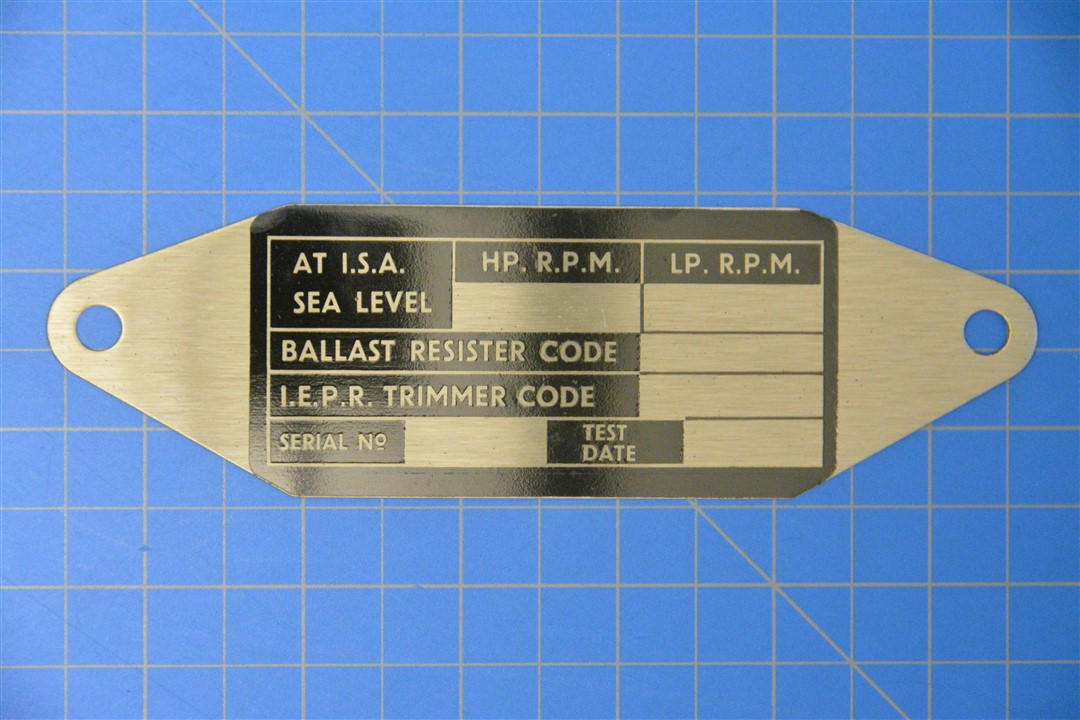 AT I.S.A.
SEA LEVEL
HP. R.P.M.
LP. R.P.M.
BALLAST RESISTER CODE
I.E.P.R. TRIMMER CODE
SERIAL Nº
TEST
DATE